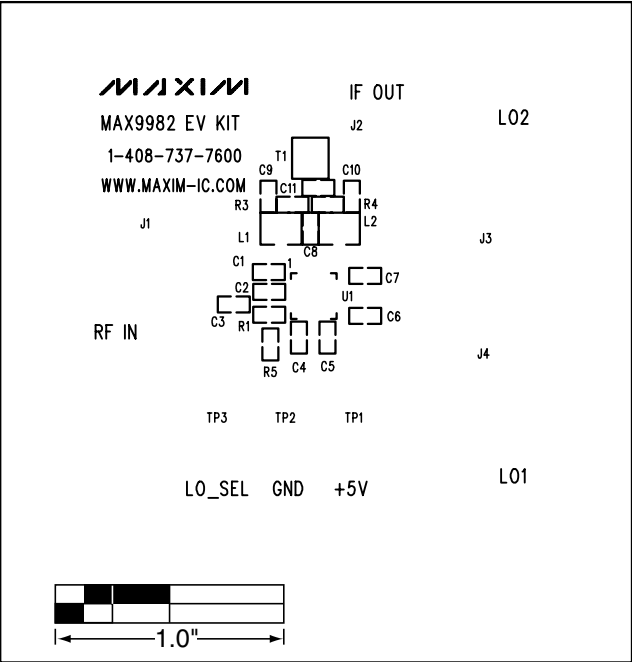 MAXIM
IF OUT
MAX9982 EV KIT
J2
LO2
1-408-737-7600
T1
C9
C10
WWW.MAXIM-IC.COM
C11
R3
R4
J1
L2
L1
J3
C8
C1
1
C7
C2
U1
C3
R1
C6
RF IN
R5
C4
C5
J4
TP3
TP2
TP1
LO_SEL
GND
+5V
LO1
1.0"